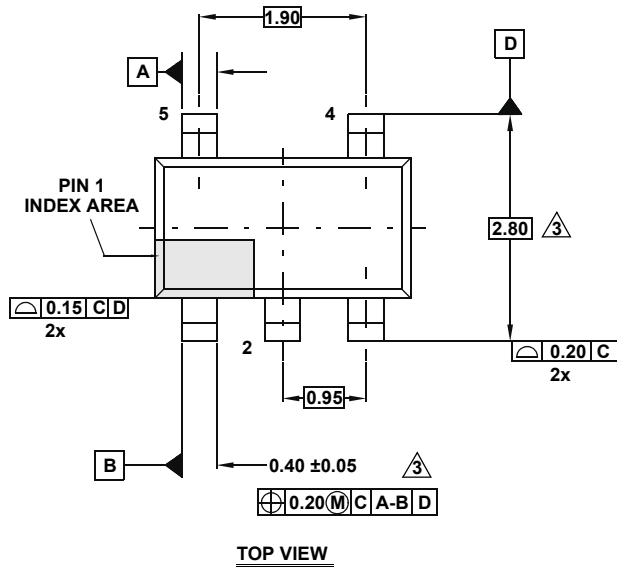 1.90
A
D
5
4
PIN 1
INDEX AREA
2.80 3
0.15 C D
2x
2
0.20 C
2x
0.95
B
0.40 ±0.05 3
0.20 M C A-B D
TOP VIEW